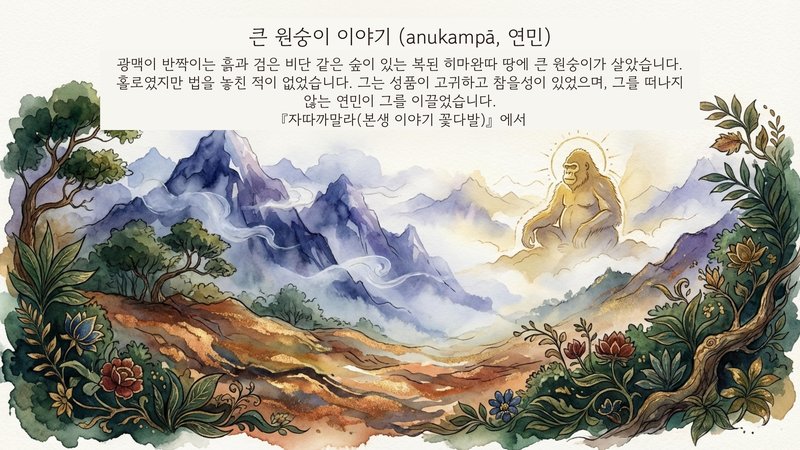 큰 원숭이 이야기 (anukampā, 연민)
광맥이 반짝이는 흙과 검은 비단 같은 숲이 있는 복된 히마완따 땅에 큰 원숭이가 살았습니다.
홀로였지만 법을 놓친 적이 없었습니다. 그는 성품이 고귀하고 참을성이 있었으며, 그를 떠나지
않는 연민이 그를 이끌었습니다.
『자따까말라(본생 이야기 꽃다발)』에서